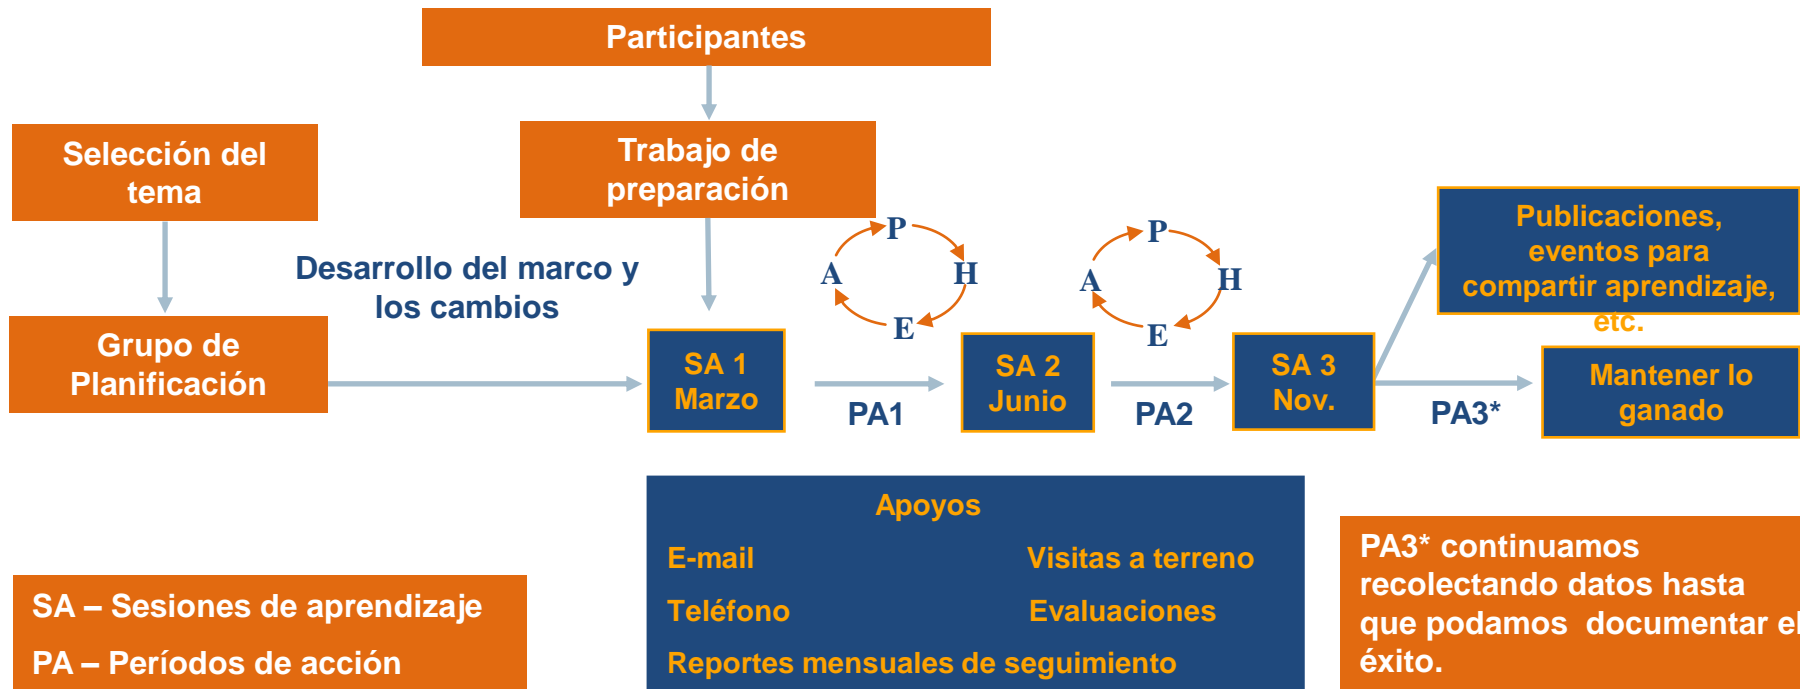 Participantes
Selección del
tema
Trabajo de
preparación
Desarrollo del marco y
los cambios
Grupo de
Planificación
P
A
H
E
P
A
H
E
SA 1
Marzo
PA1
SA 2
Junio
PA2
SA 3
Nov.
PA3*
Publicaciones,
eventos para
compartir aprendizaje,
etc.
Mantener lo
ganado
SA – Sesiones de aprendizaje
PA – Períodos de acción
Apoyos
E-mail Visitas a terreno
Teléfono Evaluaciones
Reportes mensuales de seguimiento
PA3* continuamos
recolectando datos hasta
que podamos documentar el
éxito.